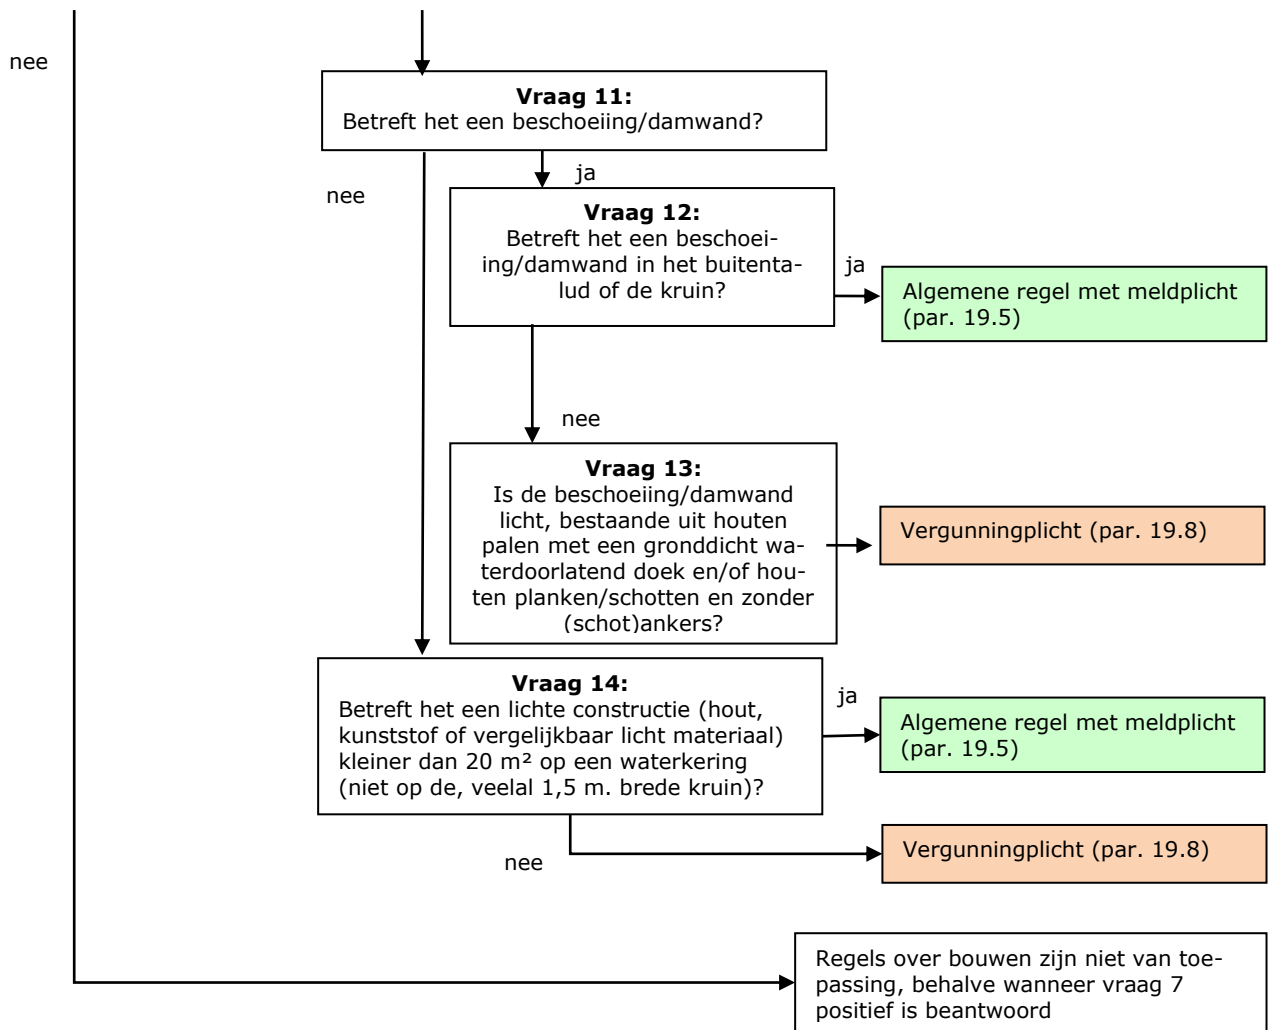 nee
Vraag 11:
Betreft het een beschoeiing/damwand?
ja
nee
Vraag 12:
Betreft het een beschoei-
ing/damwand in het buitenta-
lud of de kruin?
ja
Algemene regel met meldplicht
(par. 19.5)
nee
Vraag 13:
Is de beschoeiing/damwand
licht, bestaande uit houten
palen met een gronddicht wa-
terdoorlatend doek en/of hou-
ten planken/schotten en zonder
(schot)ankers?
Vergunningplicht (par. 19.8)
Vraag 14:
Betreft het een lichte constructie (hout,
kunststof of vergelijkbaar licht materiaal)
kleiner dan 20 m² op een waterkering
(niet op de, veelal 1,5 m. brede kruin)?
ja
Algemene regel met meldplicht
(par. 19.5)
nee
Vergunningplicht (par. 19.8)
Regels over bouwen zijn niet van toe-
passing, behalve wanneer vraag 7
positief is beantwoord